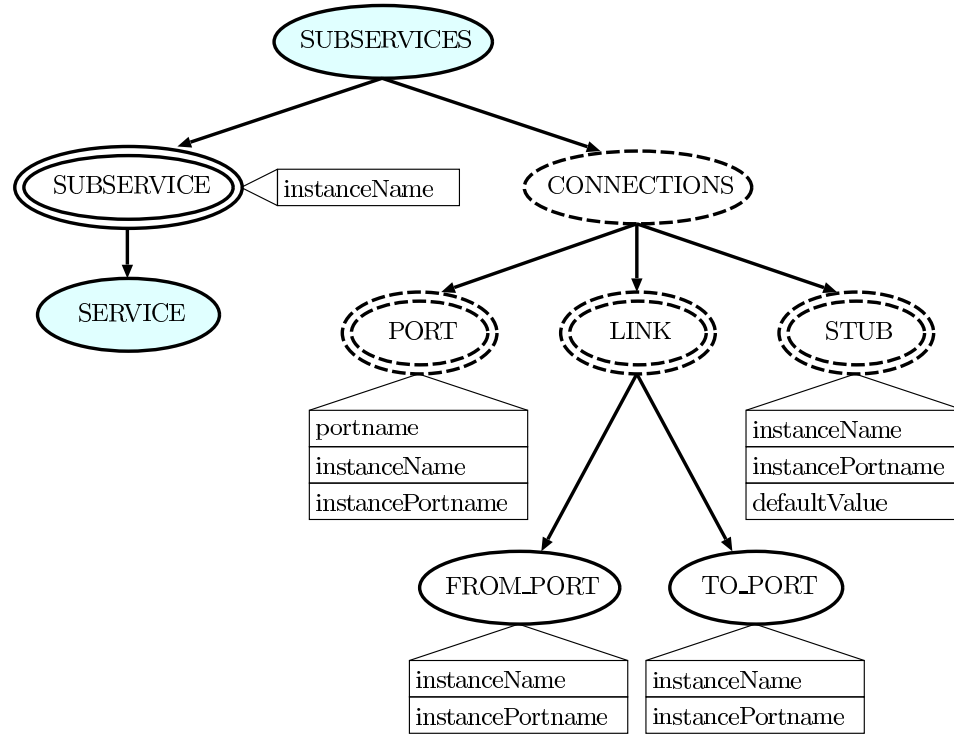 SUBSERVICES
SUBSERVICE
instanceName
CONNECTIONS
SERVICE
PORT
LINK
STUB
portname
instanceName
instancePortname
instanceName
instancePortname
defaultValue
FROM_PORT
TO_PORT
instanceName
instancePortname
instanceName
instancePortname